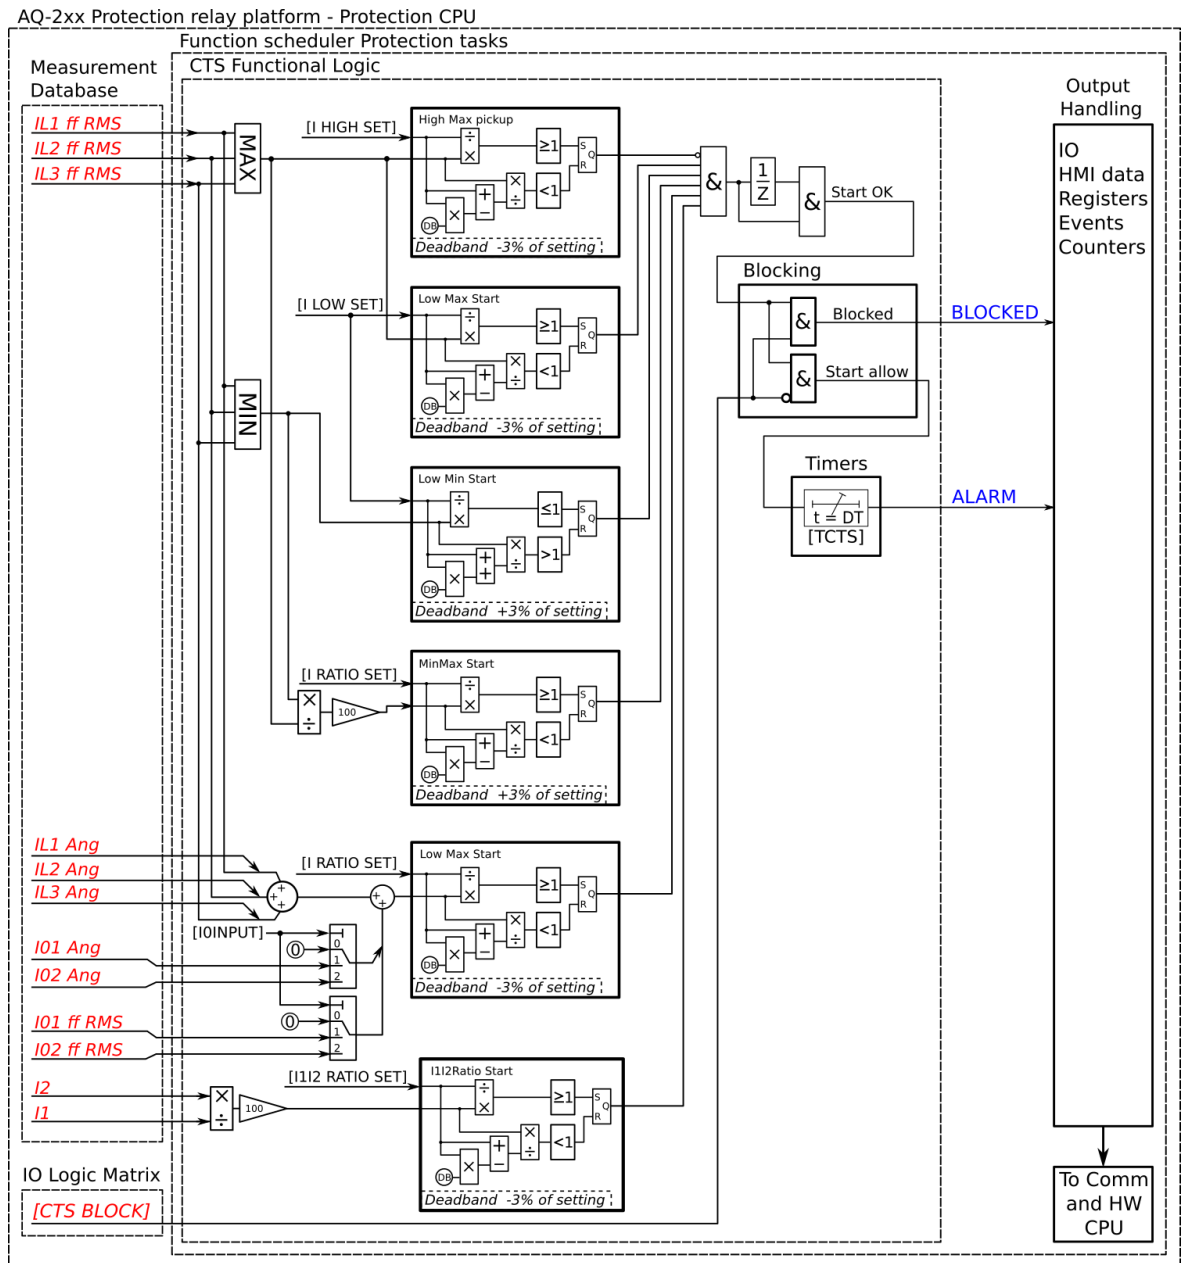 AQ-2xx Protection relay platform - Protection CPU
Function scheduler Protection tasks
CTS Functional Logic
Measurement
Database
IL1 ff RMS
IL2 ff RMS
IL3 ff RMS
MAX
[I HIGH SET]
High Max pickup
÷
×
≥1
S
Q
R
×
÷
<1
+
−
×
DB
Deadband -3% of setting
&
1
Z
&
Start OK
Output
Handling
IO
HMI data
Registers
Events
Counters
[I LOW SET]
Low Max Start
÷
×
≥1
S
Q
R
×
÷
<1
+
−
×
DB
Deadband -3% of setting
Blocking
&
Blocked
BLOCKED
&
Start allow
MIN
Low Min Start
÷
×
≤1
S
Q
R
×
÷
>1
+
+
×
DB
Deadband +3% of setting
Timers
t = DT
[TCTS]
ALARM
[I RATIO SET]
MinMax Start
×
÷
100
÷
×
≥1
S
Q
R
×
÷
<1
+
−
×
DB
Deadband +3% of setting
IL1 Ang
IL2 Ang
IL3 Ang
+
+
+
+
+
[I RATIO SET]
Low Max Start
÷
×
≥1
S
Q
R
×
÷
<1
+
−
×
DB
Deadband -3% of setting
[I0INPUT]
I01 Ang
I02 Ang
0
0
1
2
I01 ff RMS
I02 ff RMS
0
0
1
2
I2
I1
×
÷
100
[I1I2 RATIO SET]
I1I2Ratio Start
÷
×
≥1
S
Q
R
×
÷
<1
+
−
×
DB
Deadband -3% of setting
IO Logic Matrix
[CTS BLOCK]
To Comm
and HW
CPU